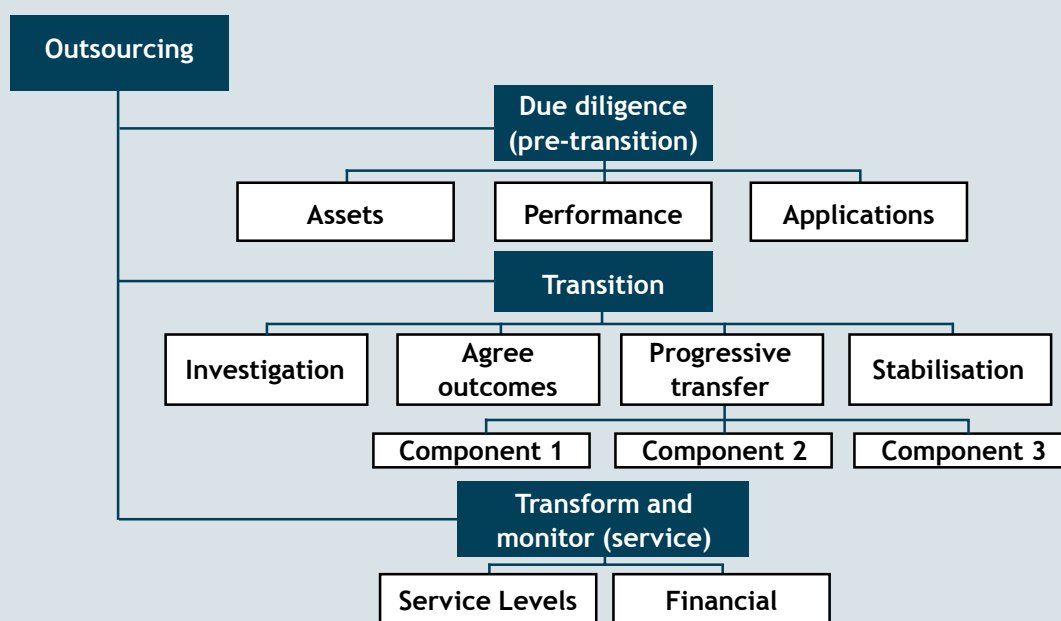 Outsourcing
Due diligence
(pre-transition)
Assets
Performance
Applications
Transition
Investigation
Agree
outcomes
Progressive
transfer
Stabilisation
Component 1
Component 2
Component 3
Transform and
monitor (service)
Service Levels
Financial